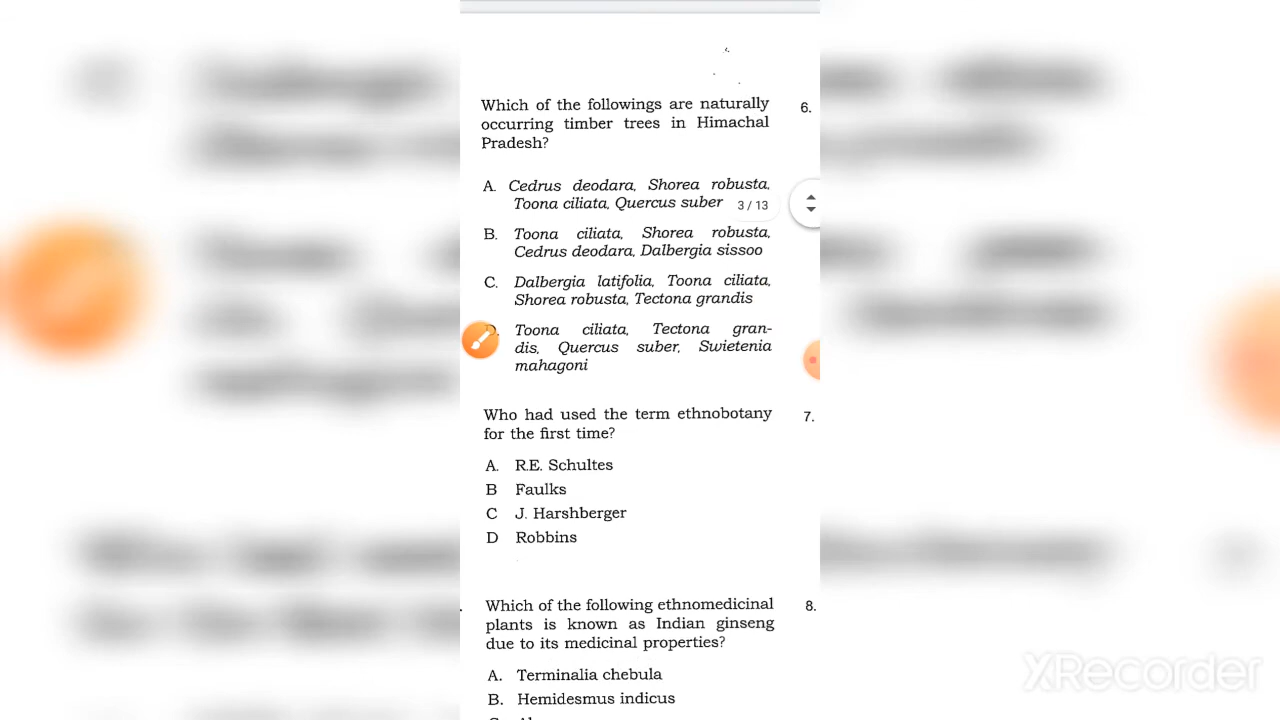 Which of the followings are naturally
occurring timber trees in Himachal
Pradesh?
6.
A. Cedrus deodara, Shorea robusta,
Toona ciliata, Quercus suber
3 / 13
B. Toona ciliata, Shorea robusta,
Cedrus deodara, Dalbergia sissoo
C. Dalbergia latifolia, Toona ciliata,
Shorea robusta, Tectona grandis
Toona ciliata, Tectona gran-
dis, Quercus suber, Swietenia
mahagoni
Who had used the term ethnobotany
for the first time?
7.
A. R.E. Schultes
B Faulks
C J. Harshberger
D Robbins
Which of the following ethnomedicinal
plants is known as Indian ginseng
due to its medicinal properties?
8.
A. Terminalia chebula
B. Hemidesmus indicus
XRecorder